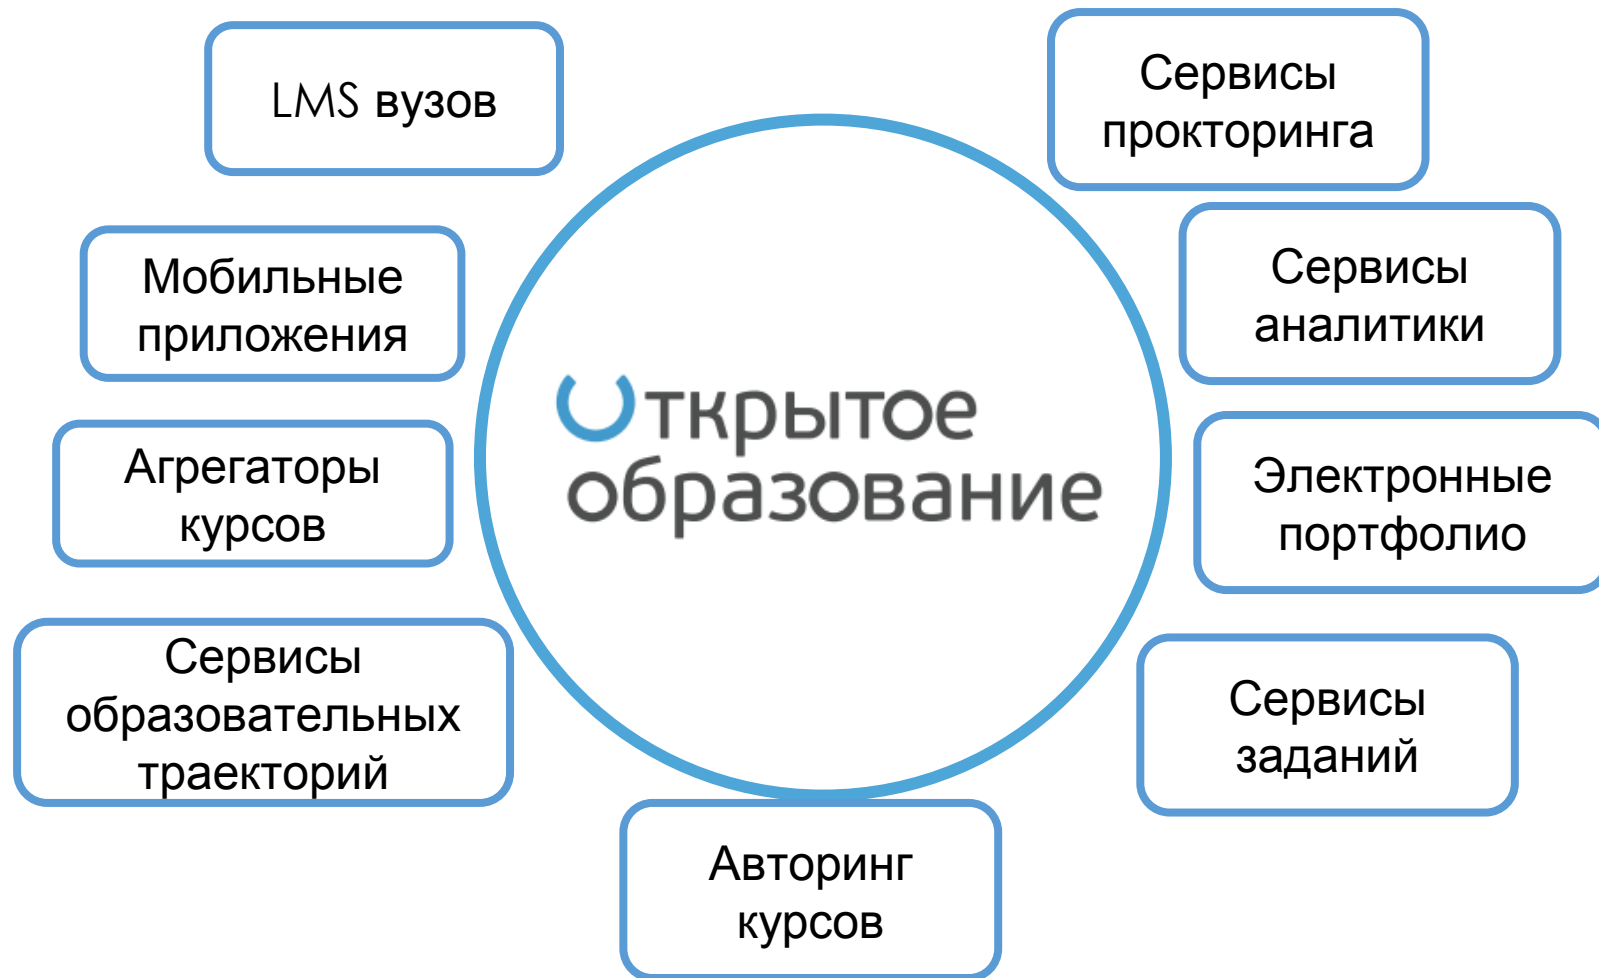 LMS вузов
Сервисы
прокторинга
Мобильные
приложения
Сервисы
аналитики
Открытое
образование
Агрегаторы
курсов
Электронные
портфолио
Сервисы
образовательных
траекторий
Сервисы
заданий
Авторинг
курсов